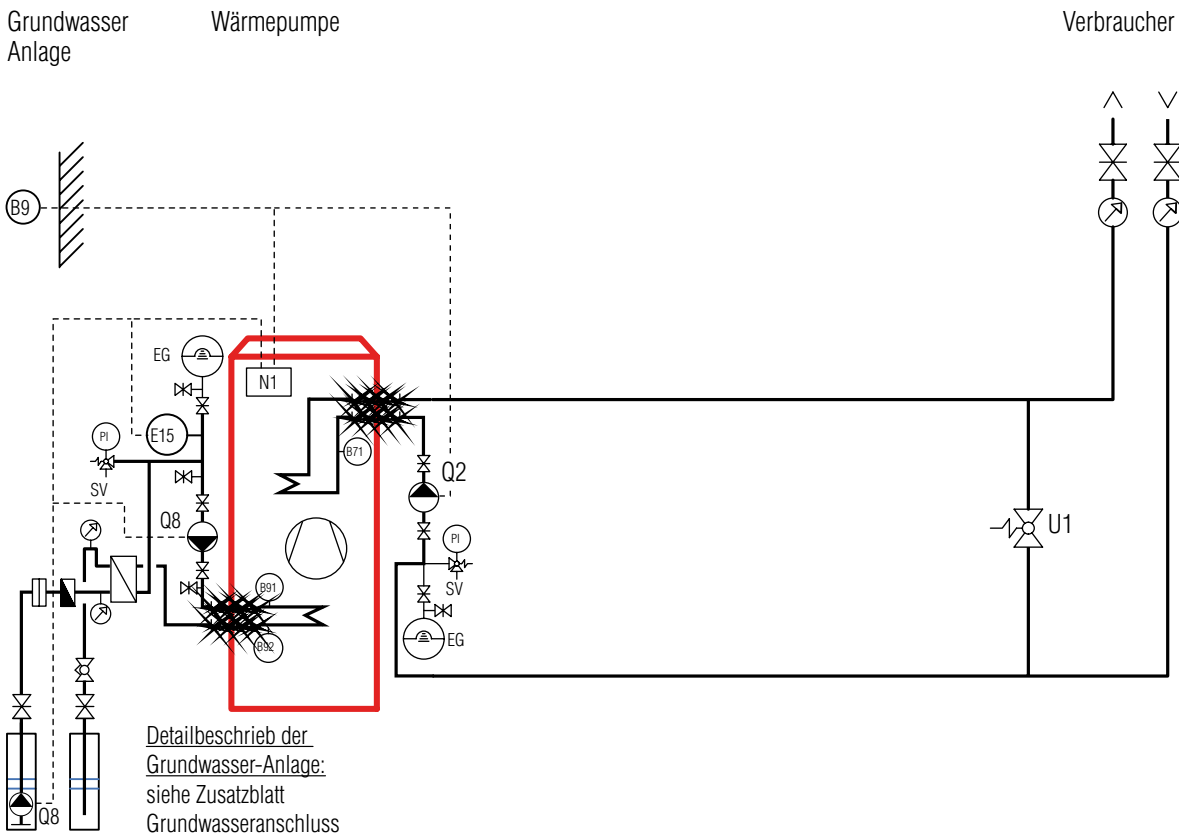 Grundwasser
Anlage
Wärmepumpe
Verbraucher
B9
EG
N1
PI
E15
SV
B71
Q2
Q8
PI
SV
U1
B91
B92
EG
Detailbeschrieb der
Grundwasser-Anlage:
siehe Zusatzblatt
Grundwasseranschluss
Q8